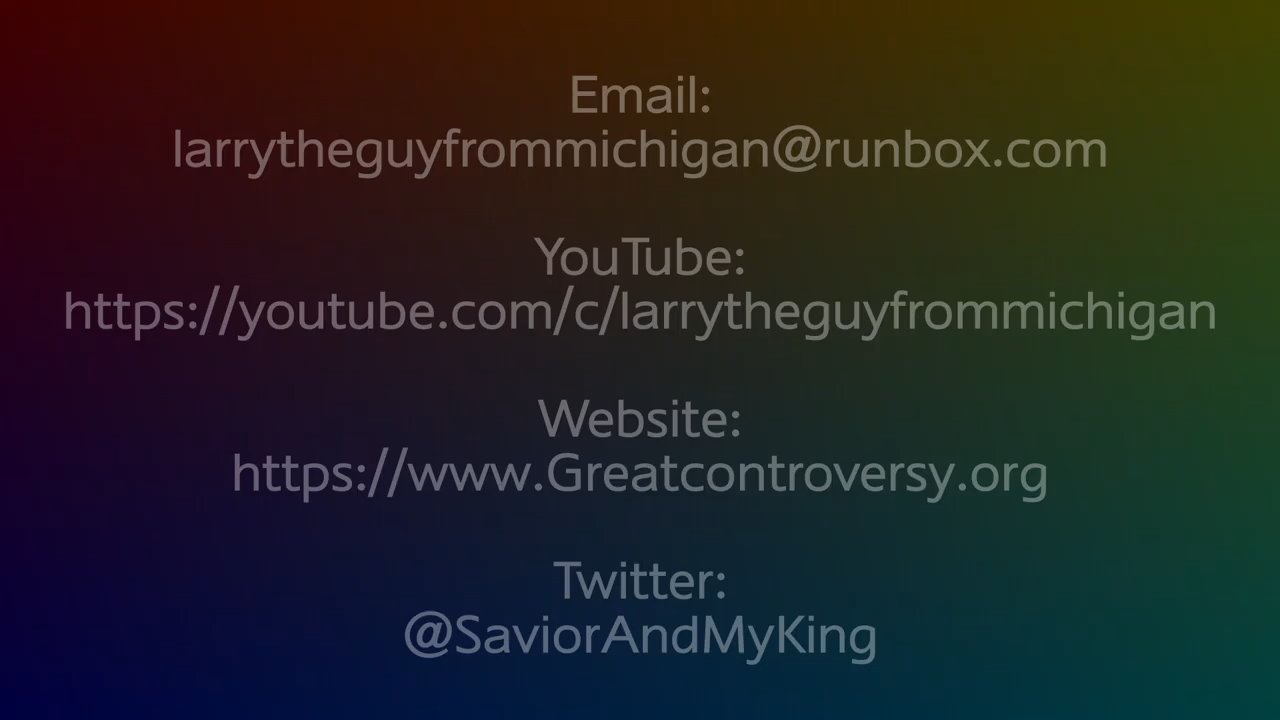 Email:
larrytheguyfrommichigan@runbox.com
YouTube:
https://youtube.com/c/larrytheguyfrommichigan
Website:
https://www.Greatcontroversy.org
Twitter:
@SaviorAndMyKing